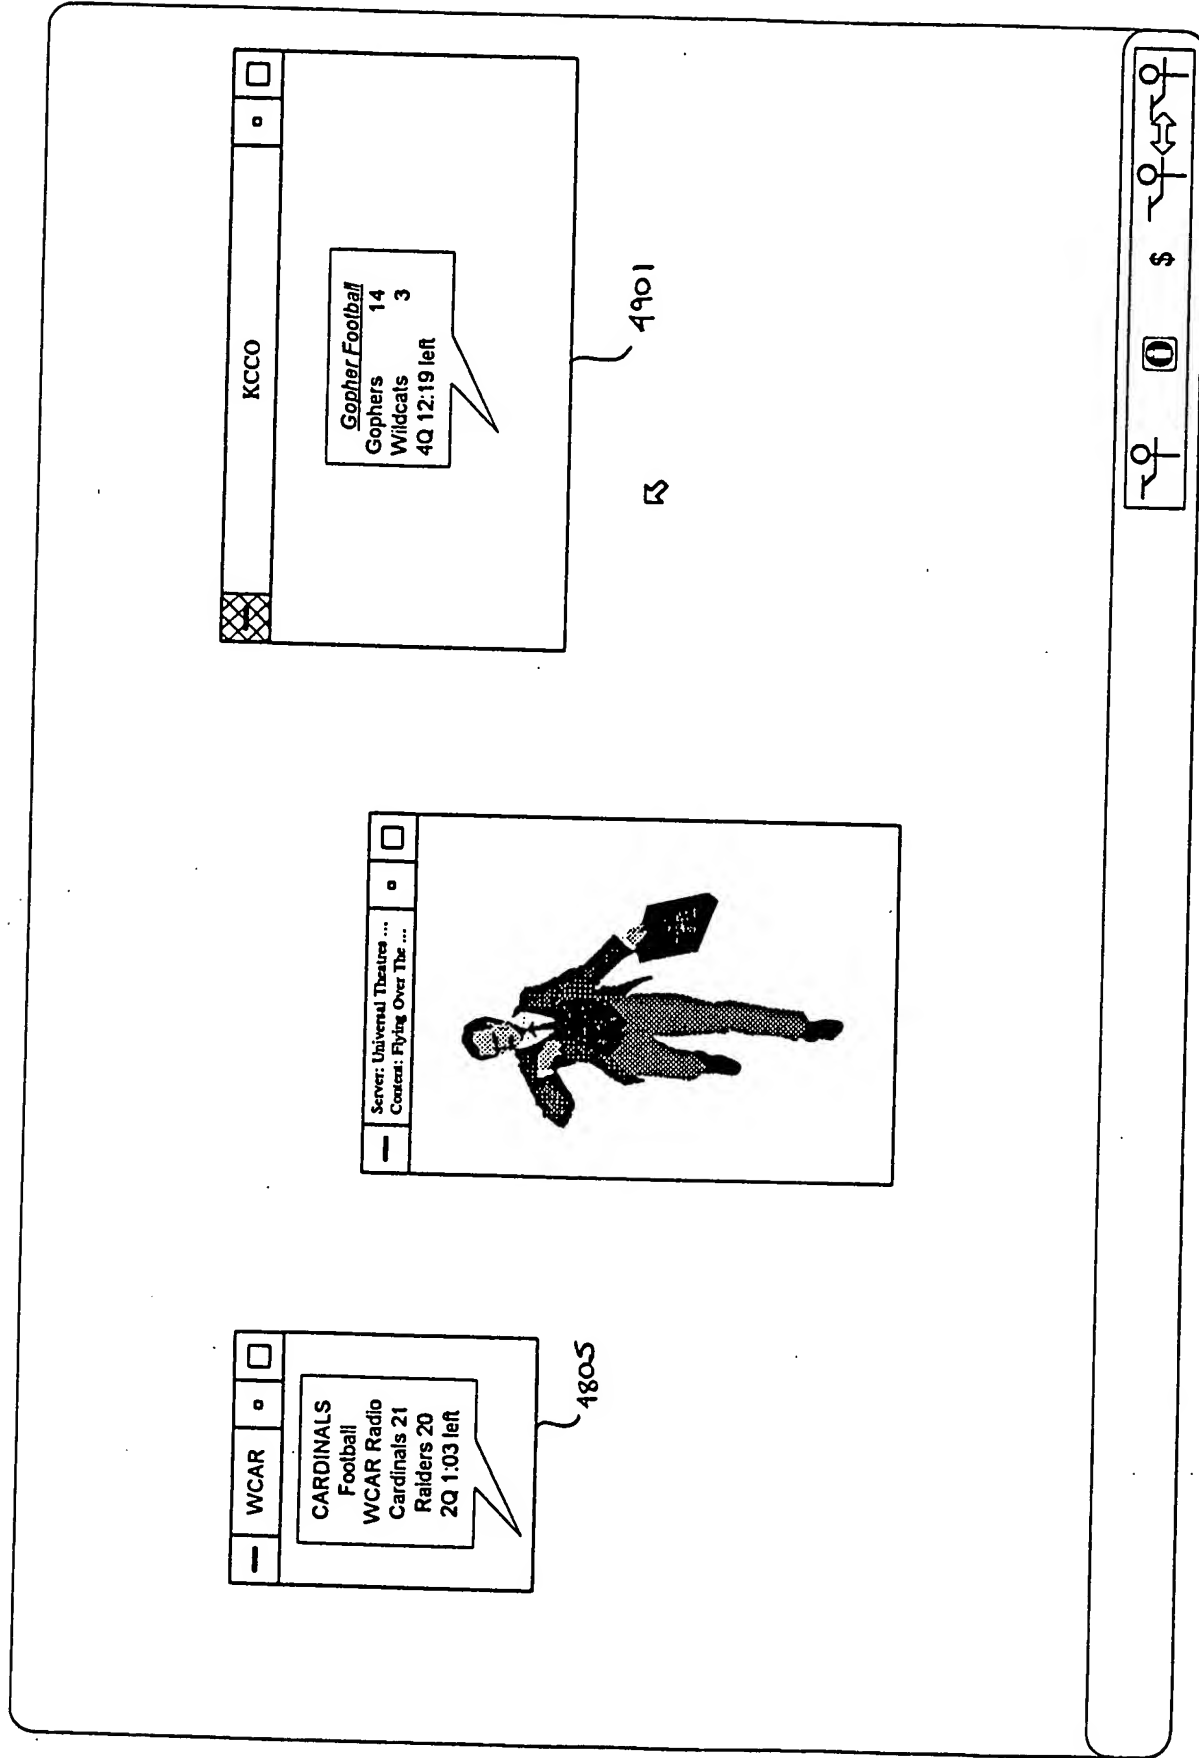 WCAR
CARDINALS
Football
WCAR Radio
Cardinals 21
Raiders 20
2Q 1:03 left
4805
Server: Universal Theatres ...
Content: Flying Over The ...
KCCO
Gopher Football
Gophers 14
Wildcats 3
4Q 12:19 left
4901
$